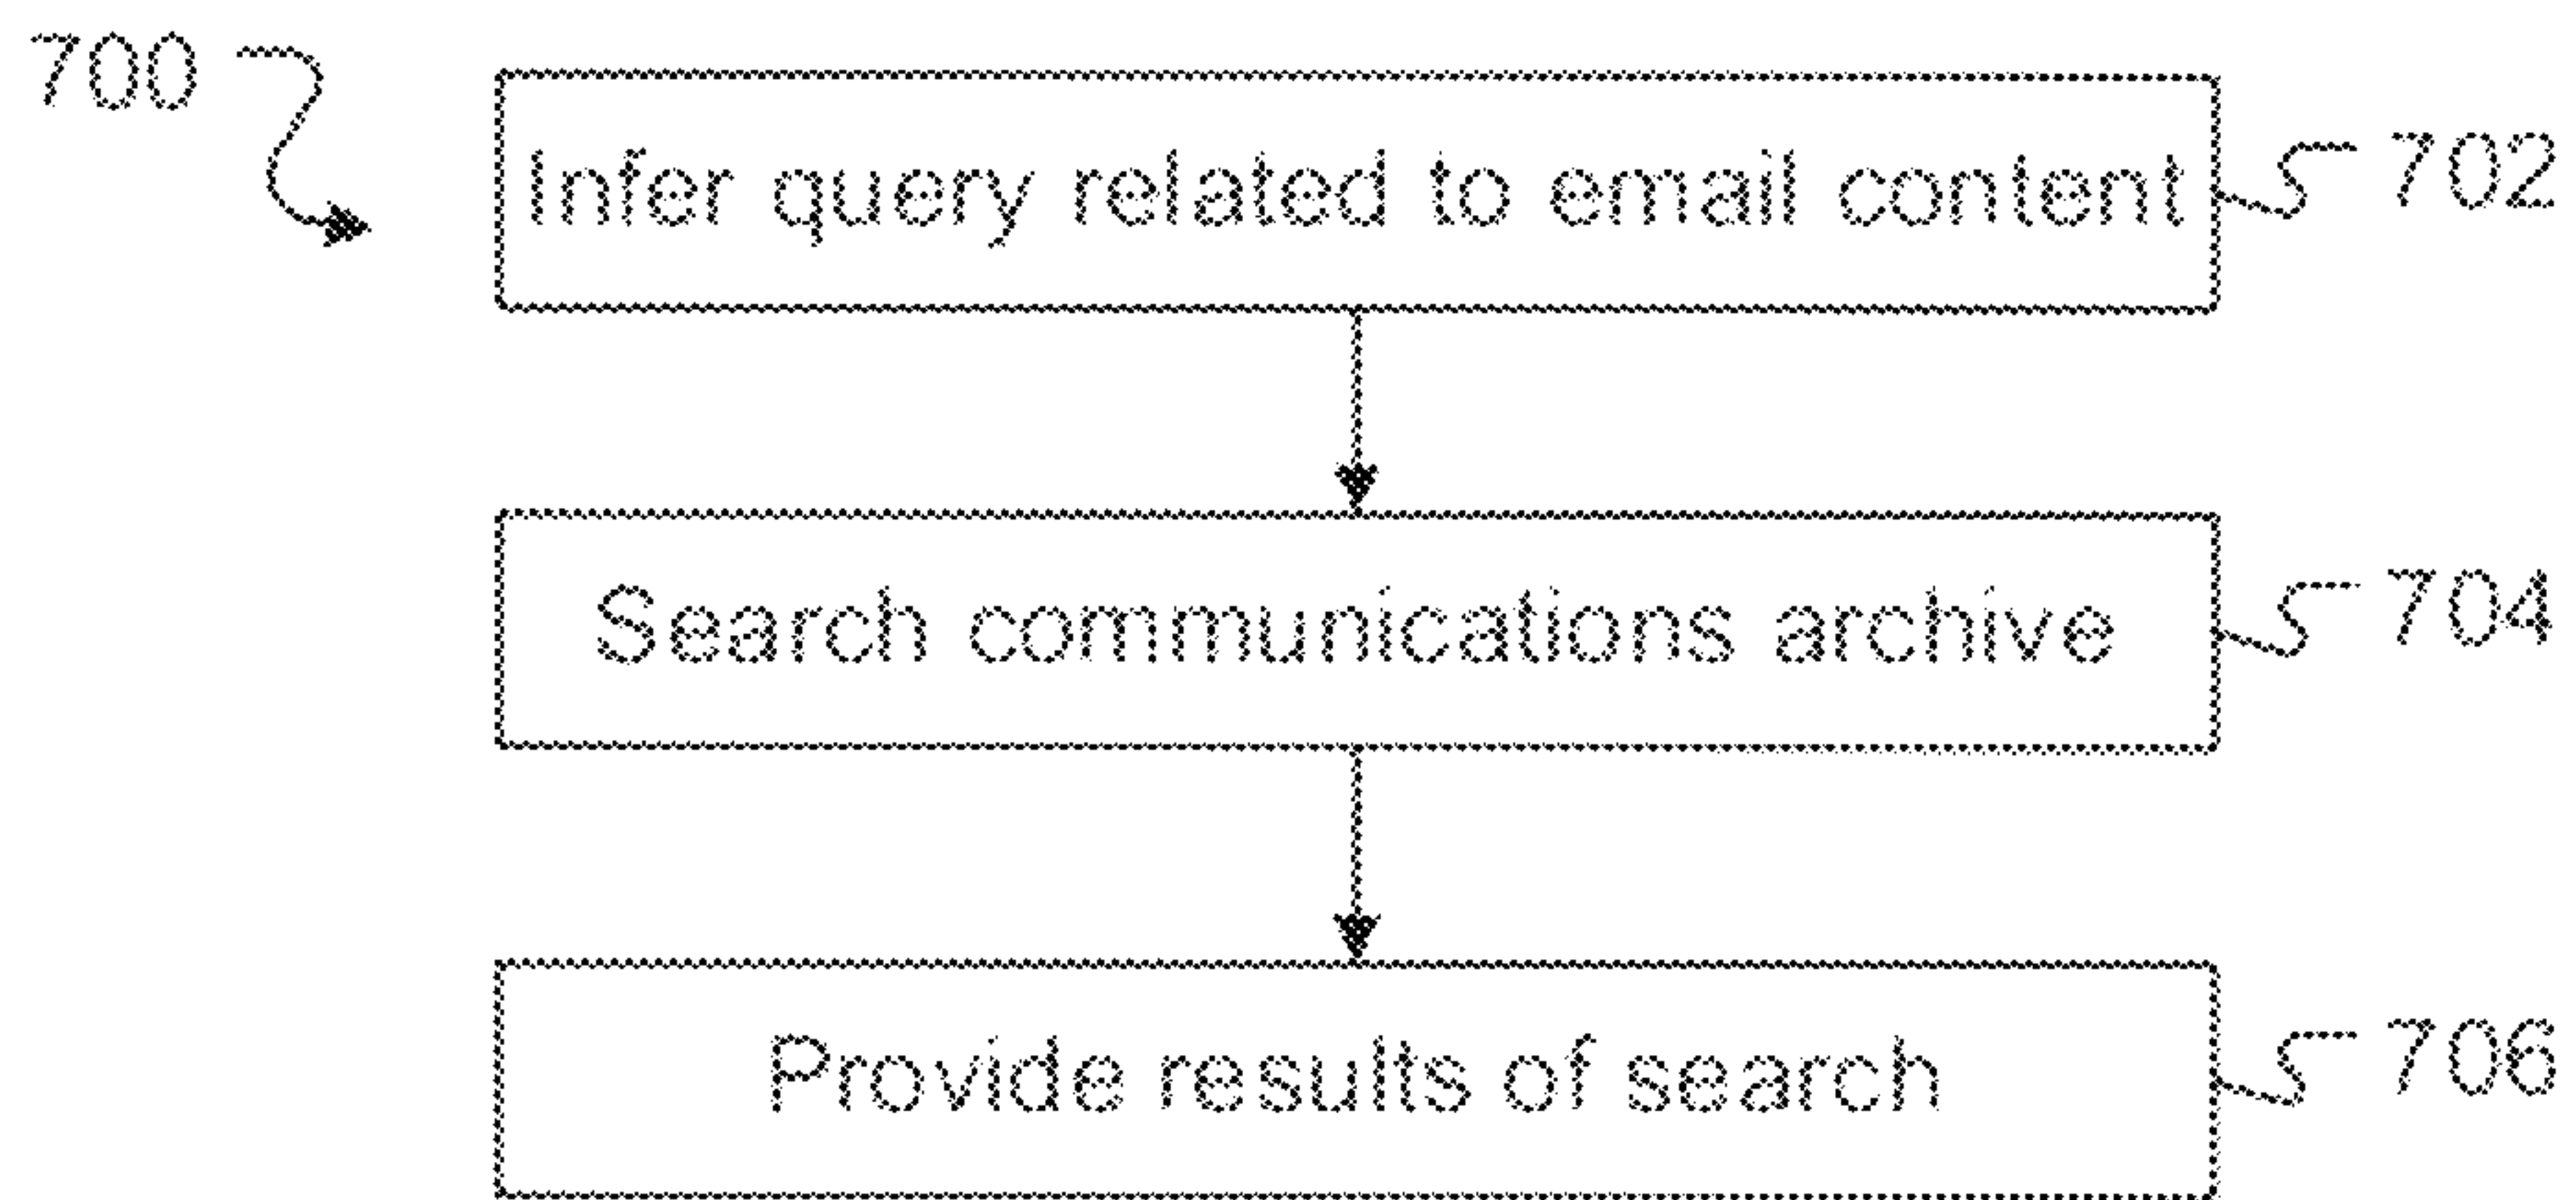 700
Infer query related to email content
702
Search communications archive
704
Provide results of search
706